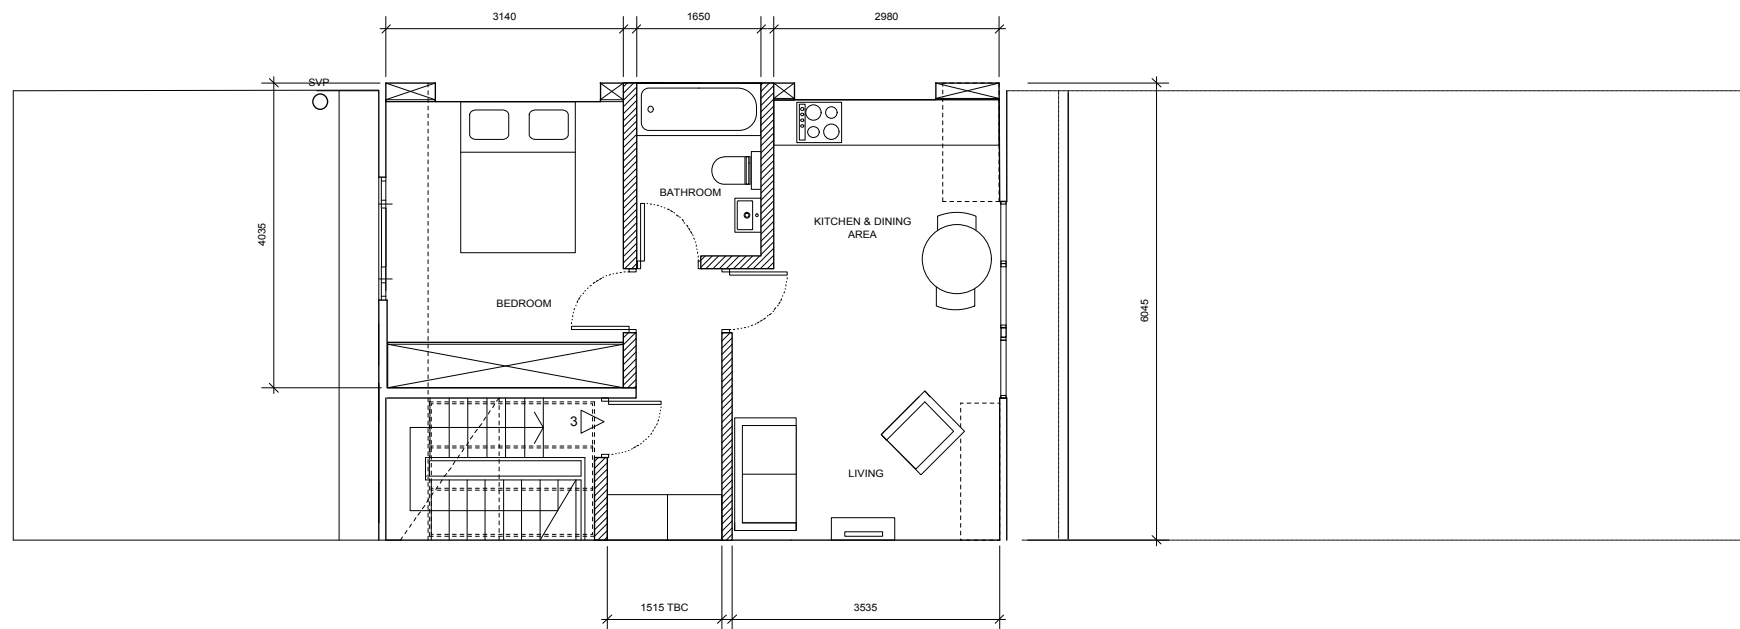 3140
1650
2980
SVP
BATHROOM
KITCHEN & DINING
AREA
4035
BEDROOM
6045
3
LIVING
1515 TBC
3535